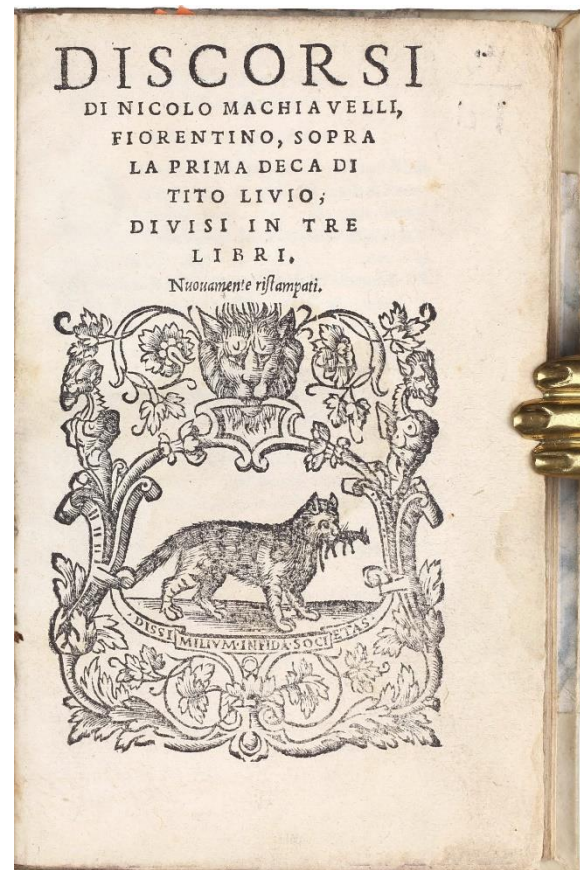 DISCORSI
DI NICOLO MACHIAVELLI,
FIORENTINO, SOPRA
LA PRIMA DECA DI
TITO LIVIO;
DIVISI IN TRE
LIBRI.
Nuouamente ristampati.
DISSIMILIVM·INFIDA·SOCIETAS